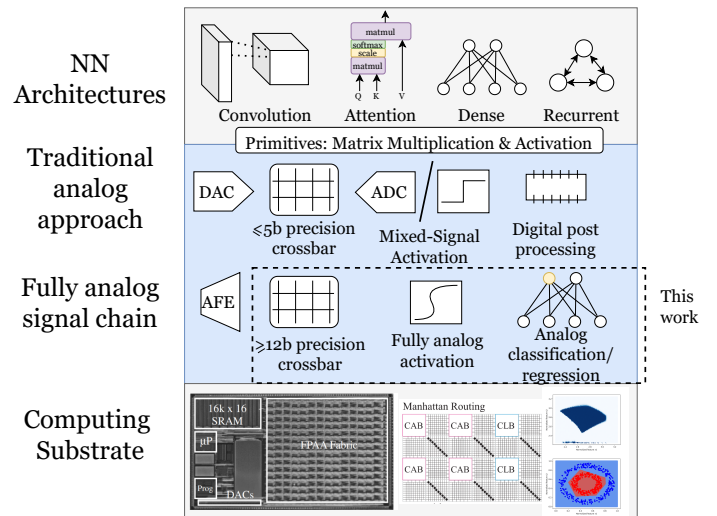 NN
Architectures
matmul
softmax
scale
matmul
Q K V
Convolution Attention Dense Recurrent
Primitives: Matrix Multiplication & Activation
Traditional
analog
approach
DAC
ADC
⩽5b precision
crossbar
Mixed-Signal
Activation
Digital post
processing
Fully analog
signal chain
AFE
⩾12b precision
crossbar
Fully analog
activation
Analog
classification/
regression
This
work
Computing
Substrate
16k x 16
SRAM
μP
Prog
DACs
FPAA Fabric
Manhattan Routing
CAB CAB CLB
CAB CAB CLB